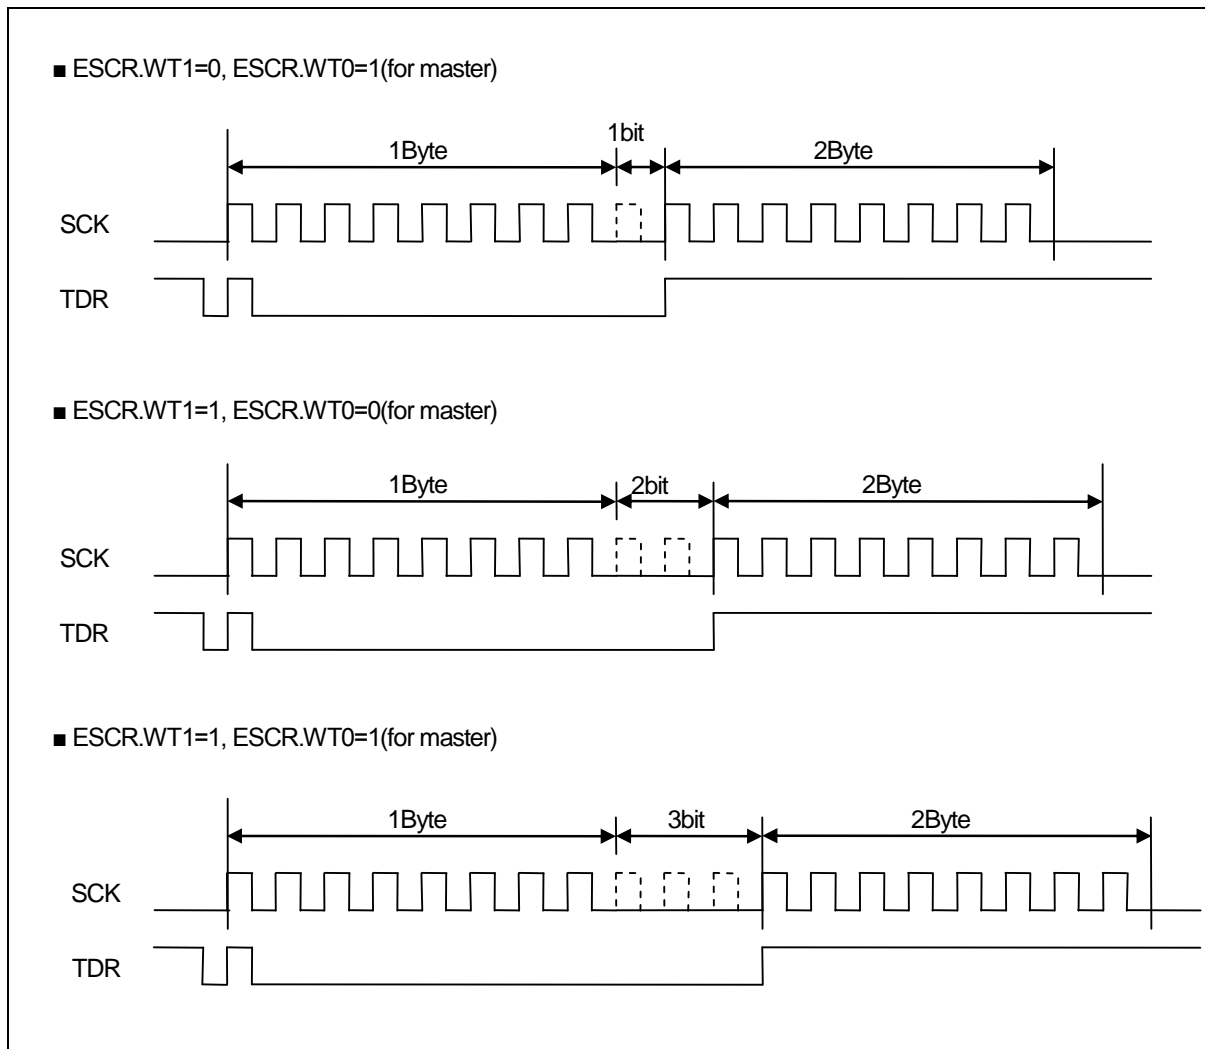 ■ ESCR.WT1=0, ESCR.WT0=1(for master)
1Byte 1bit 2Byte
SCK
TDR
■ ESCR.WT1=1, ESCR.WT0=0(for master)
1Byte 2bit 2Byte
SCK
TDR
■ ESCR.WT1=1, ESCR.WT0=1(for master)
1Byte 3bit 2Byte
SCK
TDR